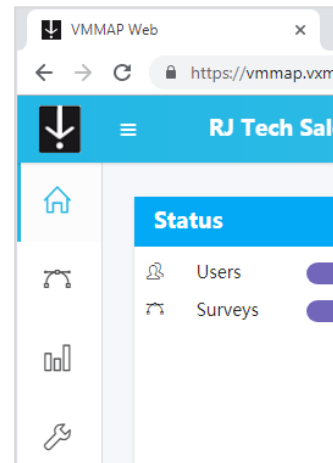 VMMAP Web
https://vmmap.vxm
RJ Tech Sal
Status
Users
Surveys